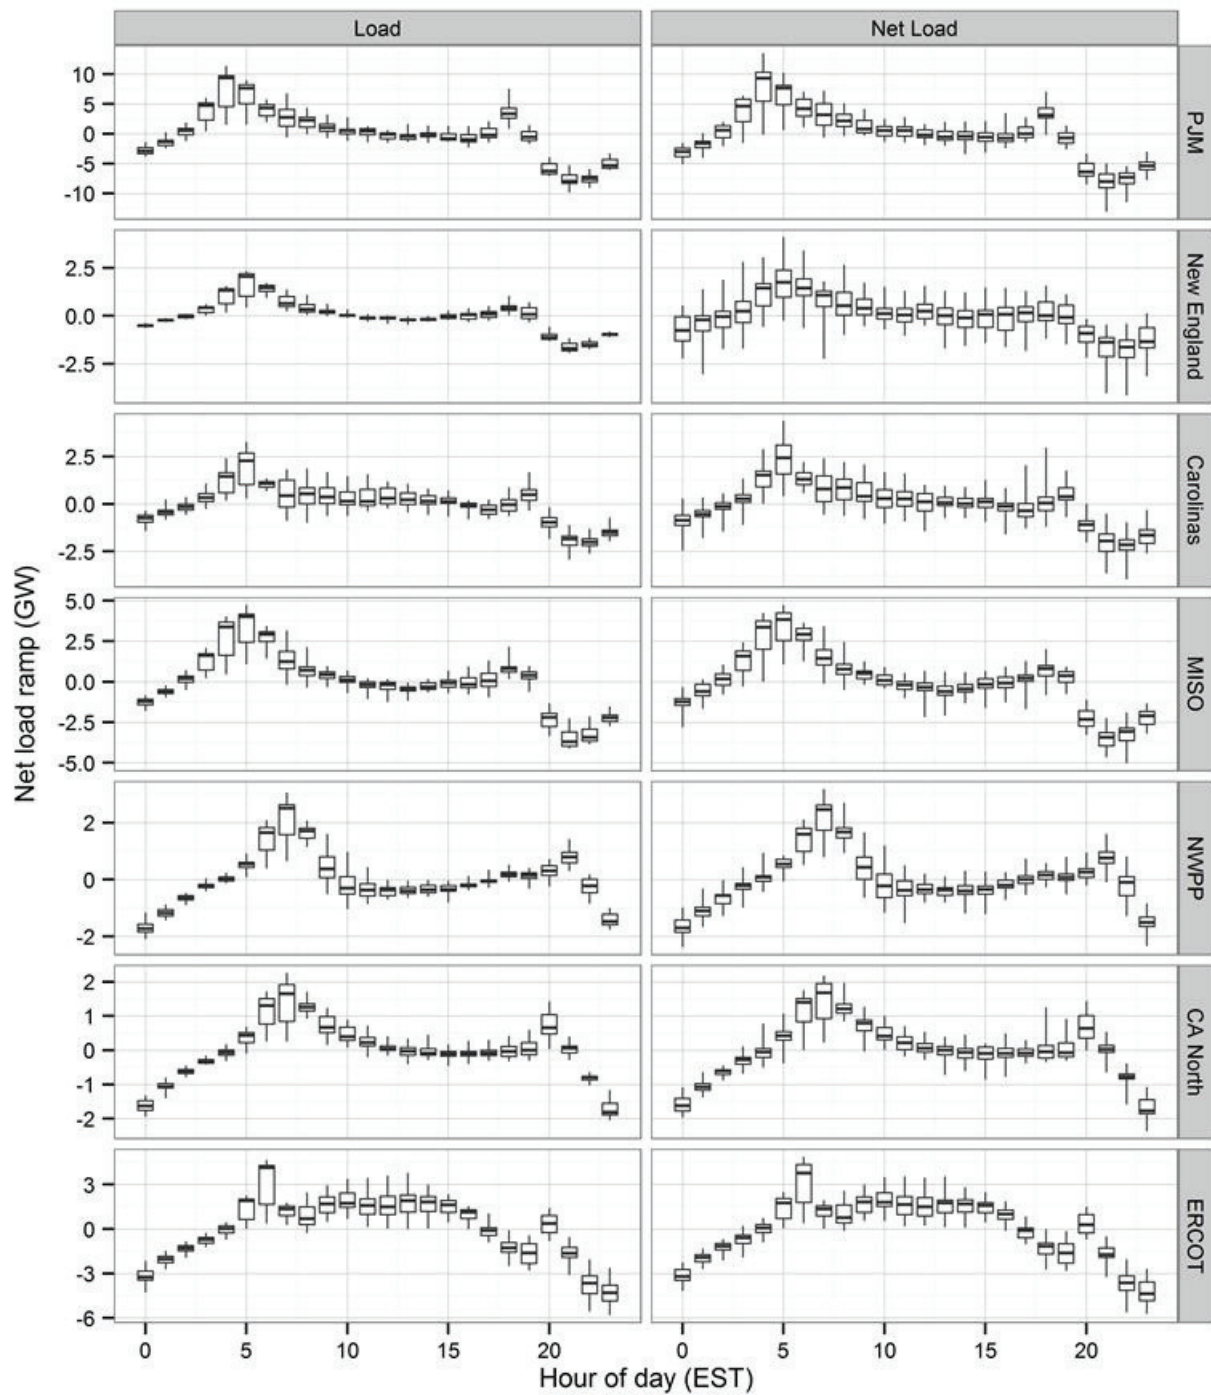 Load Net Load
10
5
0
-5
-10
PJM
2.5
0.0
-2.5
New England
2.5
0.0
-2.5
Carolinas
5.0
2.5
0.0
-2.5
-5.0
MISO
2
0
-2
NWPP
2
1
0
-1
-2
CA North
3
0
-3
-6
ERCOT
Net load ramp (GW)
0 5 10 15 20 0 5 10 15 20
Hour of day (EST)